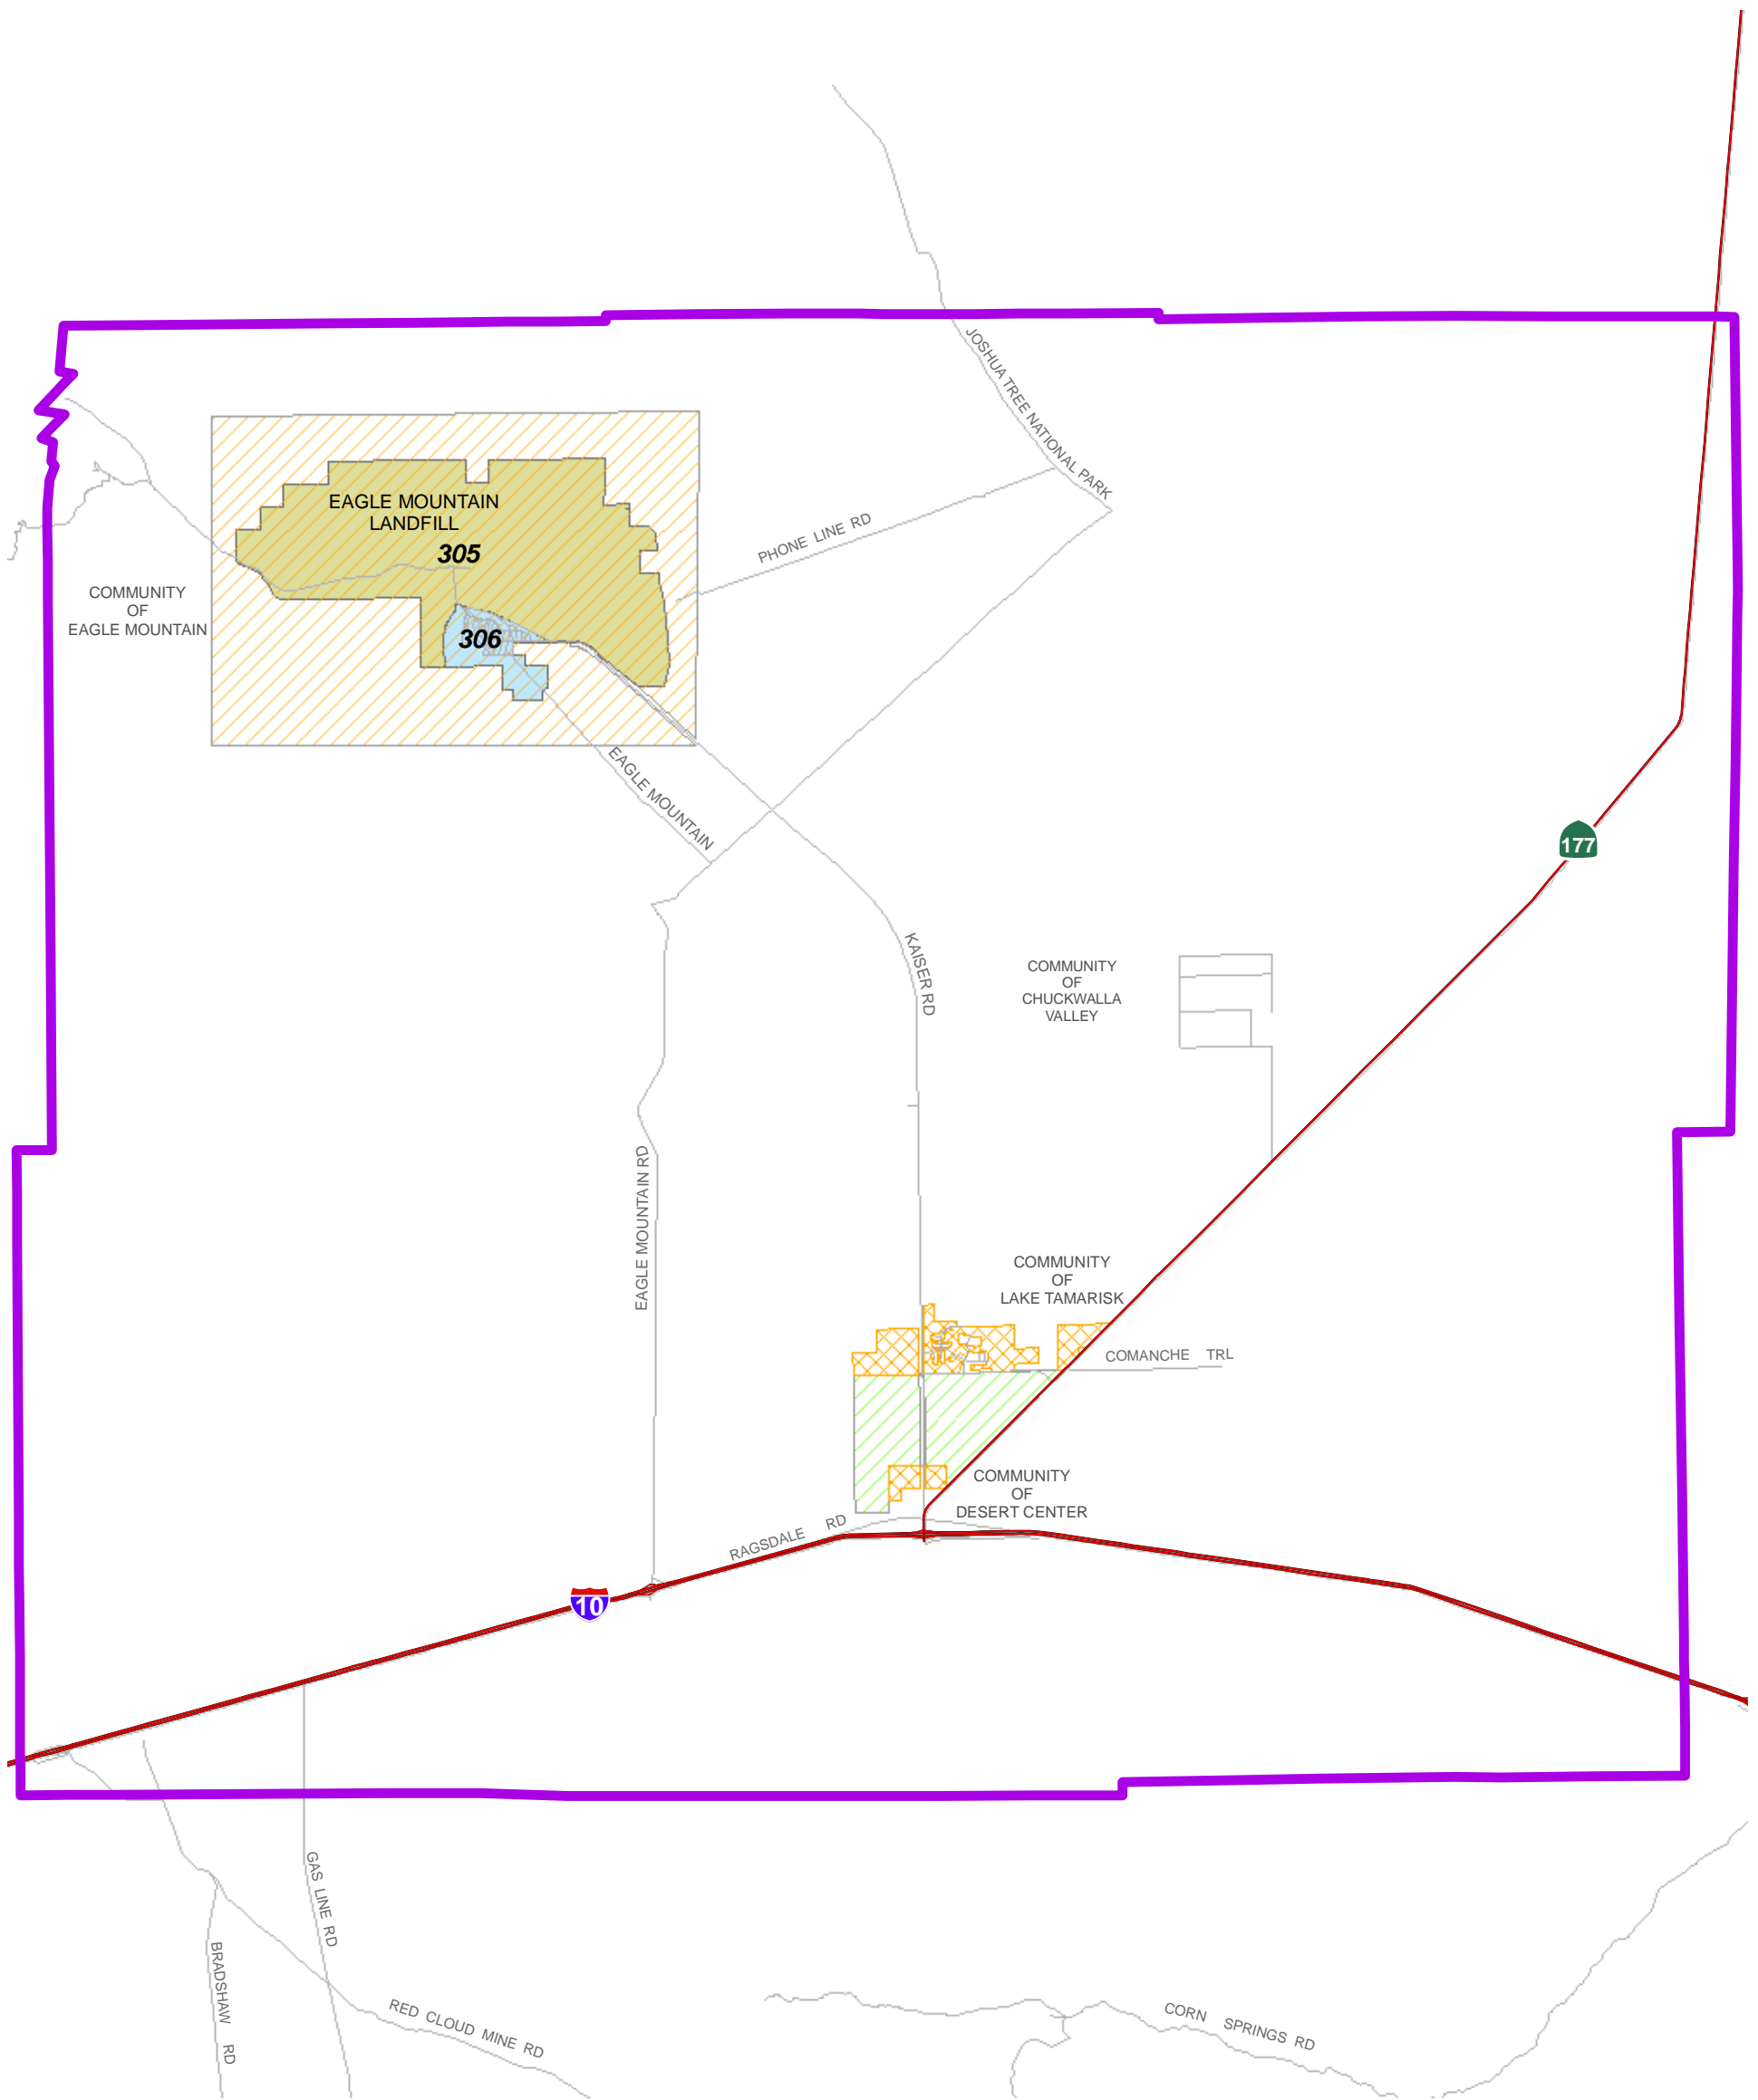 JOSHUA TREE NATIONAL PARK
EAGLE MOUNTAIN
LANDFILL
305
PHONE LINE RD
COMMUNITY
OF
EAGLE MOUNTAIN
306
EAGLE MOUNTAIN
177
KAISER RD
COMMUNITY
OF
CHUCKWALLA
VALLEY
EAGLE MOUNTAIN RD
COMMUNITY
OF
LAKE TAMARISK
COMANCHE TRL
COMMUNITY
OF
DESERT CENTER
RAGSDALE RD
10
GAS LINE RD
BRADSHAW RD
RED CLOUD MINE RD
CORN SPRINGS RD